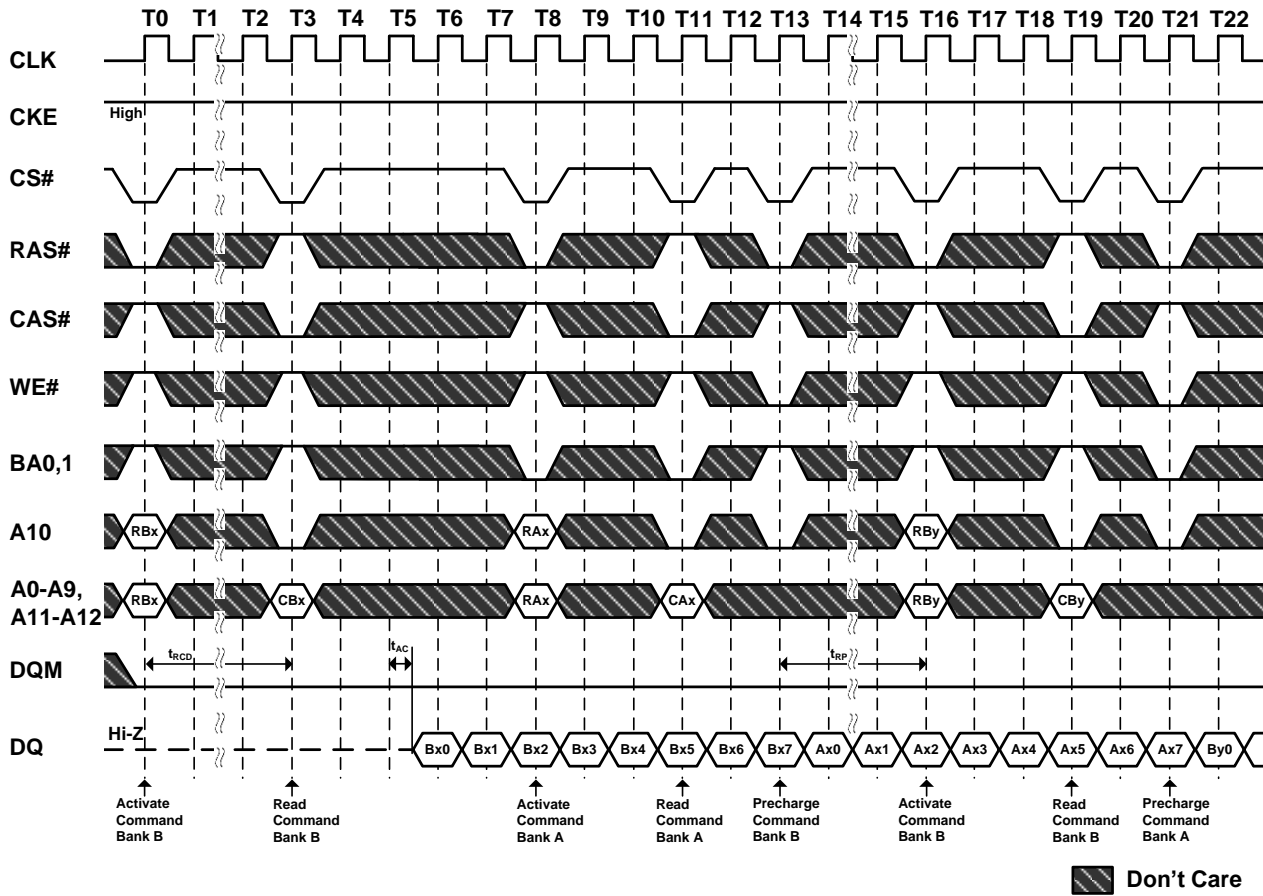 T0 T1 T2 T3 T4 T5 T6 T7 T8 T9 T10 T11 T12 T13 T14 T15 T16 T17 T18 T19 T20 T21 T22
CLK
CKE
High
CS#
RAS#
CAS#
WE#
BA0,1
A10
RBx RAx RBy
A0-A9,
A11-A12
RBx CBx RAx CAx RBy CBy
DQM
tRCD tAC tRP
DQ
Hi-Z
Bx0 Bx1 Bx2 Bx3 Bx4 Bx5 Bx6 Bx7 Ax0 Ax1 Ax2 Ax3 Ax4 Ax5 Ax6 Ax7 By0
Activate
Command
Bank B
Read
Command
Bank B
Activate
Command
Bank A
Read
Command
Bank A
Precharge
Command
Bank B
Activate
Command
Bank B
Read
Command
Bank B
Precharge
Command
Bank A
Don't Care